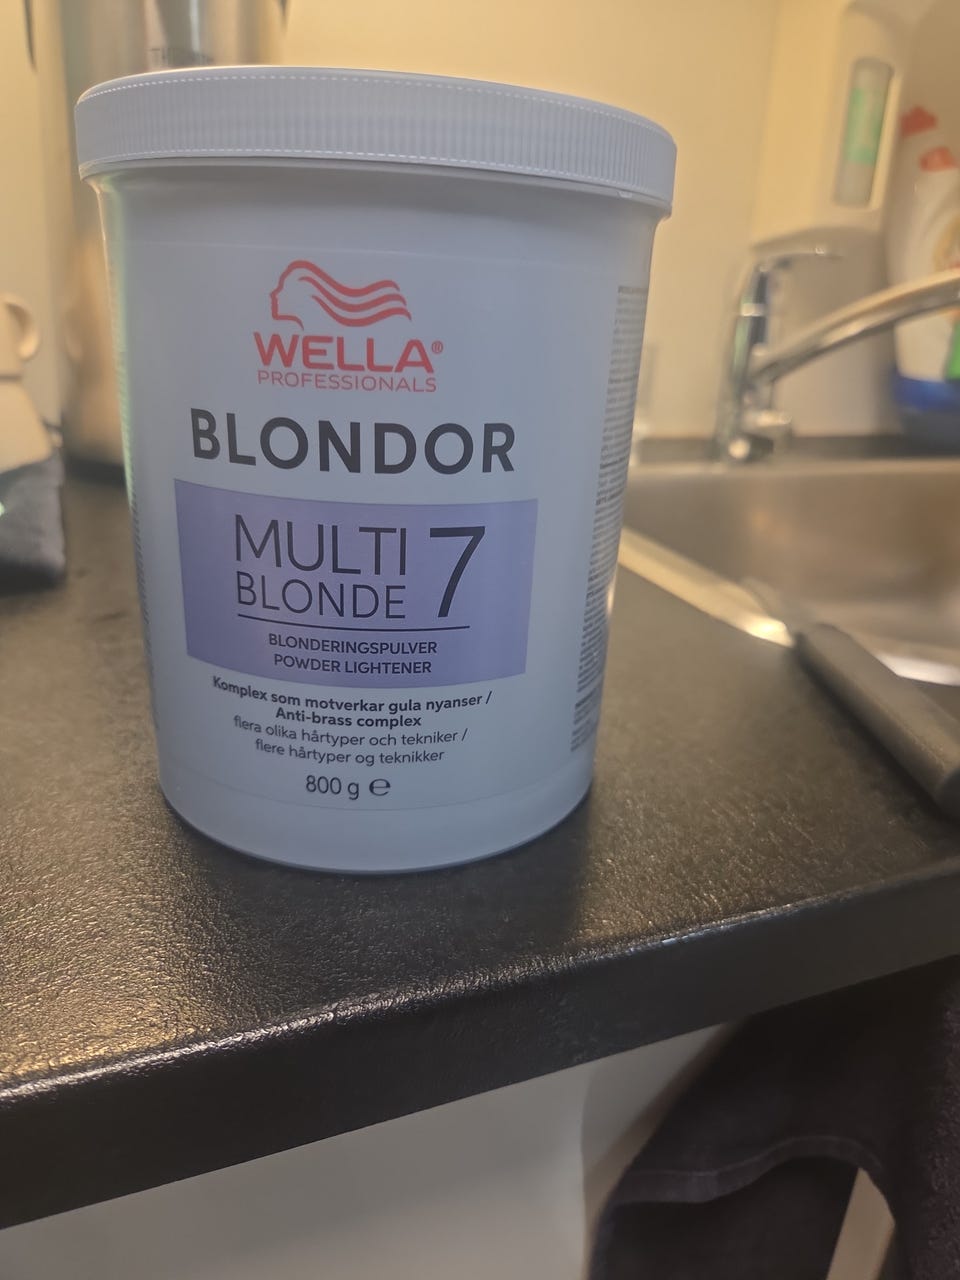 WELLA®
PROFESSIONALS
BLONDOR
MULTI
BLONDE 7
BLONDERINGSPULVER
POWDER LIGHTENER
Komplex som motverkar gula nyanser /
Anti-brass complex
flera olika hårtyper och tekniker /
flere hårtyper og teknikker
800 g ℮